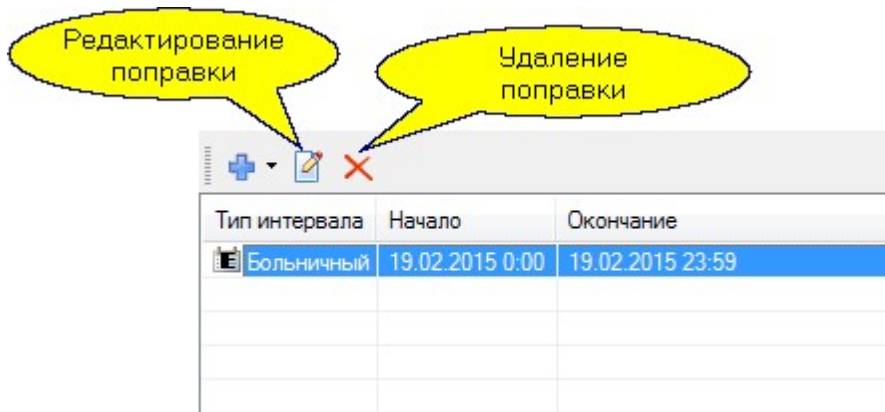 Редактирование
поправки
Удаление
поправки
Тип интервала Начало Окончание
Больничный 19.02.2015 0:00 19.02.2015 23:59